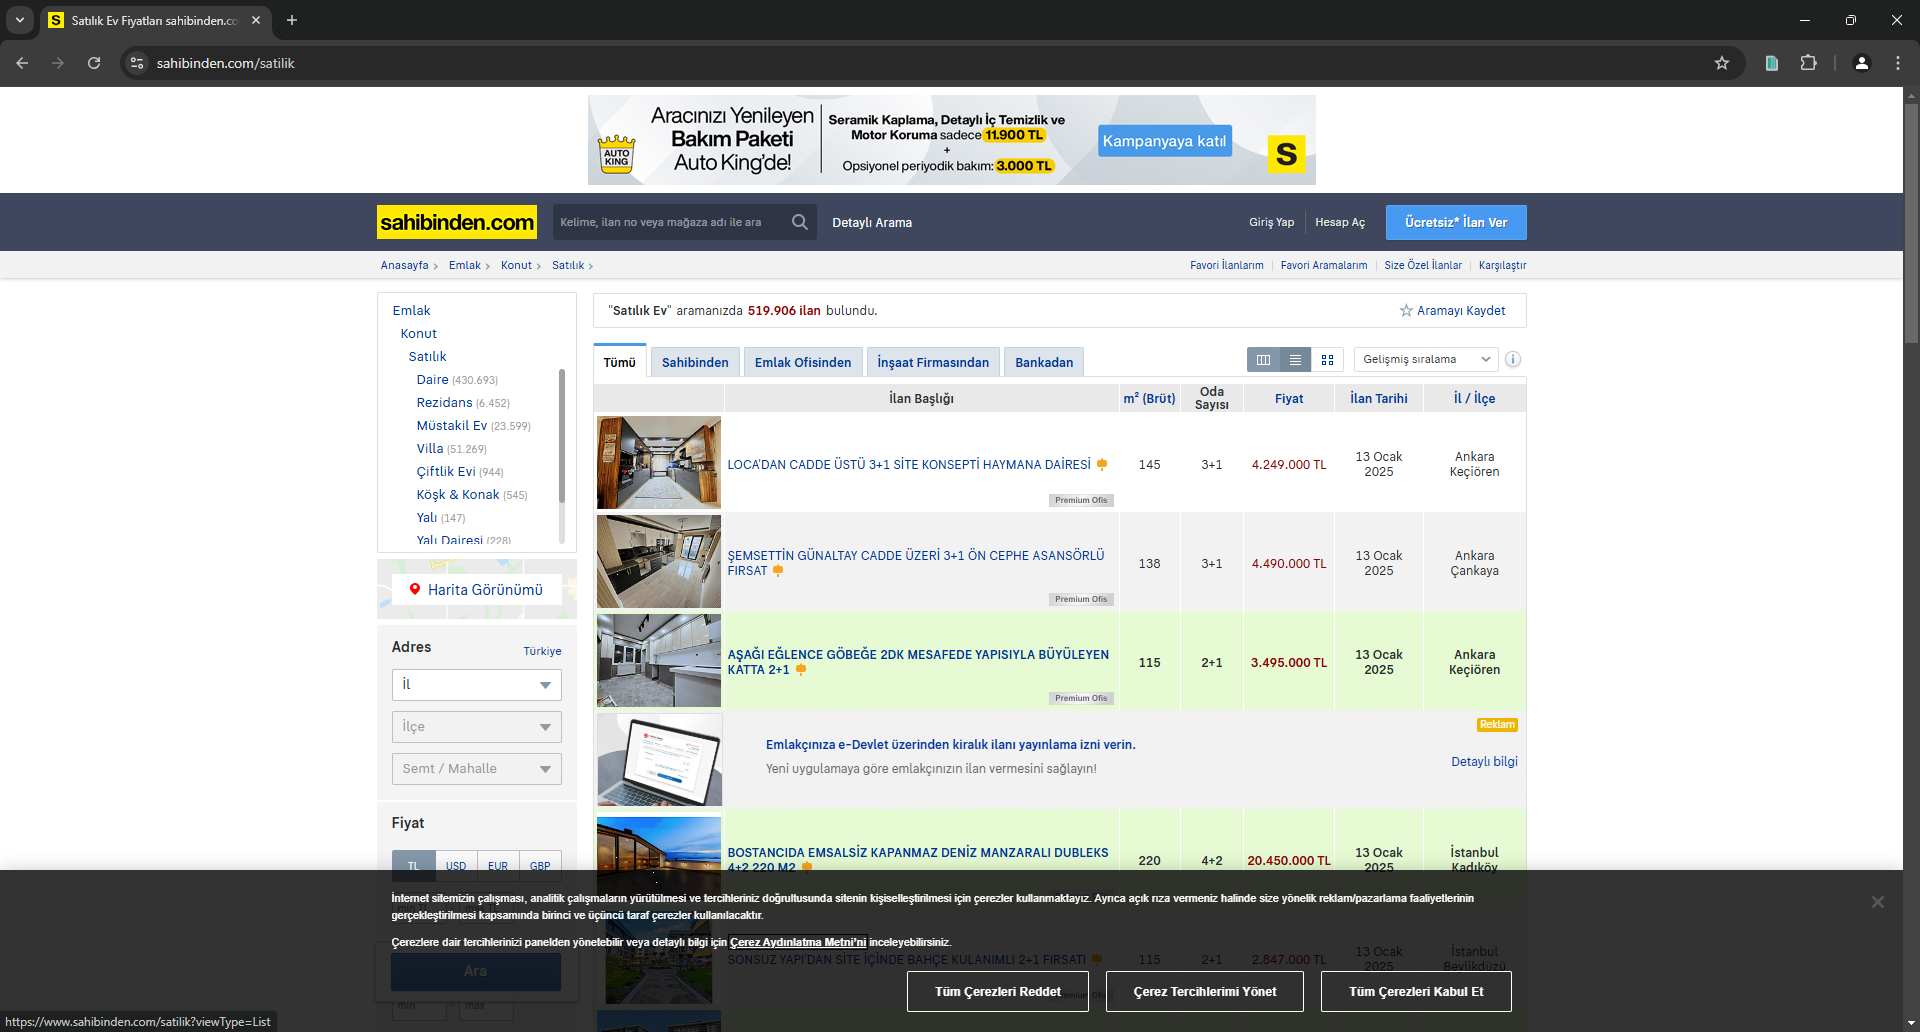 Satılık Ev Fiyatları sahibinden.co
sahibinden.com/satilik
AUTO KING
Aracınızı Yenileyen
Bakım Paketi
Auto King'de!
Seramik Kaplama, Detaylı İç Temizlik ve
Motor Koruma sadece 11.900 TL
+
Opsiyonel periyodik bakım: 3.000 TL
Kampanyaya katıl
S
sahibinden.com
Kelime, ilan no veya mağaza adı ile ara
Detaylı Arama
Giriş Yap
Hesap Aç
Ücretsiz* İlan Ver
Anasayfa > Emlak > Konut > Satılık >
Favori İlanlarım | Favori Aramalarım | Size Özel İlanlar | Karşılaştır
Emlak
Konut
Satılık
Daire (430.693)
Rezidans (6.452)
Müstakil Ev (23.599)
Villa (51.269)
Çiftlik Evi (944)
Köşk & Konak (545)
Yalı (147)
Yalı Dairesi (228)
Harita Görünümü
Adres
Türkiye
İl
İlçe
Semt / Mahalle
Fiyat
TL USD EUR GBP
min
max
Ara
"Satılık Ev" aramanızda 519.906 ilan bulundu.
Aramayı Kaydet
Tümü
Sahibinden
Emlak Ofisinden
İnşaat Firmasından
Bankadan
Gelişmiş sıralama
İlan Başlığı
m² (Brüt)
Oda
Sayısı
Fiyat
İlan Tarihi
İl / İlçe
LOCA'DAN CADDE ÜSTÜ 3+1 SİTE KONSEPTİ HAYMANA DAİRESİ
Premium Ofis
145
3+1
4.249.000 TL
13 Ocak
2025
Ankara
Keçiören
ŞEMSETTİN GÜNALTAY CADDE ÜZERİ 3+1 ÖN CEPHE ASANSÖRLÜ
FIRSAT
Premium Ofis
138
3+1
4.490.000 TL
13 Ocak
2025
Ankara
Çankaya
AŞAĞI EĞLENCE GÖBEĞE 2DK MESAFEDE YAPISIYLA BÜYÜLEYEN
KATTA 2+1
Premium Ofis
115
2+1
3.495.000 TL
13 Ocak
2025
Ankara
Keçiören
Emlakçınıza e-Devlet üzerinden kiralık ilanı yayınlama izni verin.
Yeni uygulamaya göre emlakçınızın ilan vermesini sağlayın!
Reklam
Detaylı bilgi
BOSTANCIDA EMSALSİZ KAPANMAZ DENİZ MANZARALI DUBLEKS
4+2 220 M2
220
4+2
20.450.000 TL
13 Ocak
2025
İstanbul
Kadıköy
SONSUZ YAPI'DAN SİTE İÇİNDE BAHÇE KULANIMLI 2+1 FIRSATI
115
2+1
2.847.000 TL
13 Ocak
2025
İstanbul
Beylikdüzü
İnternet sitemizin çalışması, analitik çalışmaların yürütülmesi ve tercihleriniz doğrultusunda sitenin kişiselleştirilmesi için çerezler kullanmaktayız. Ayrıca açık rıza vermeniz halinde size yönelik reklam/pazarlama faaliyetlerinin
gerçekleştirilmesi kapsamında birinci ve üçüncü taraf çerezler kullanılacaktır.
Çerezlere dair tercihlerinizi panelden yönetebilir veya detaylı bilgi için Çerez Aydınlatma Metni'ni inceleyebilirsiniz.
Tüm Çerezleri Reddet
Çerez Tercihlerimi Yönet
Tüm Çerezleri Kabul Et
https://www.sahibinden.com/satilik?viewType=List